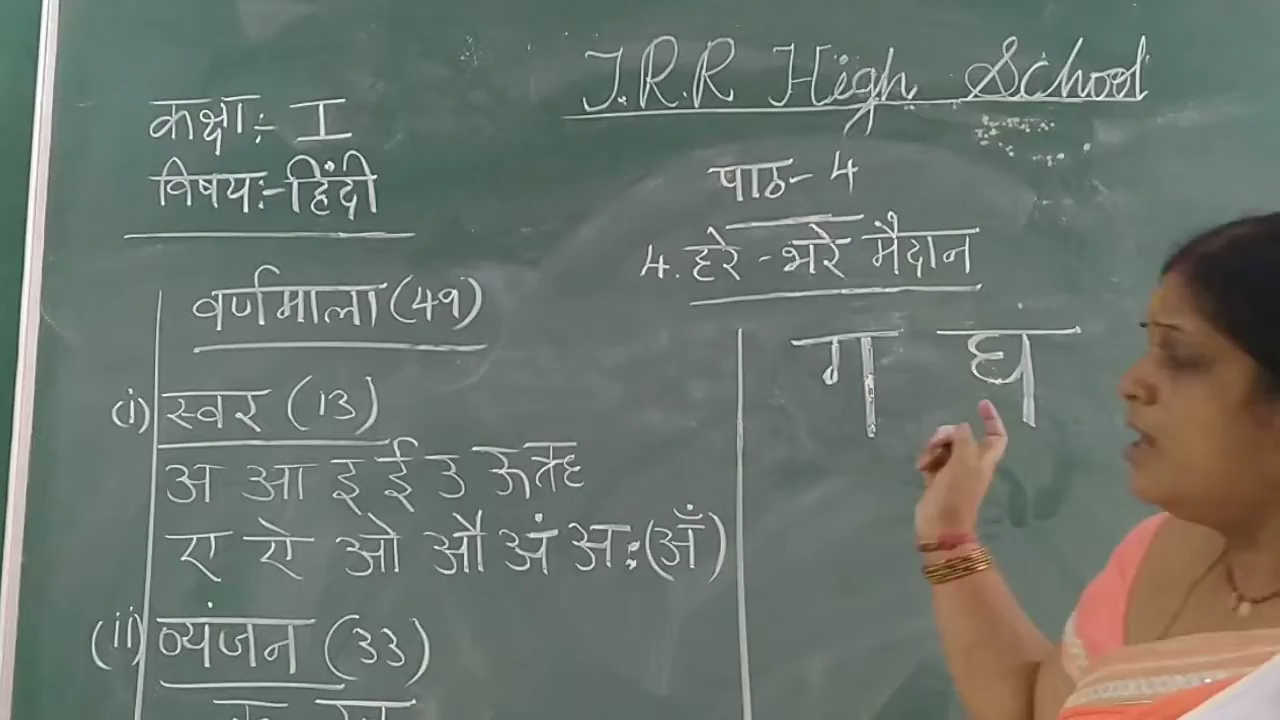 J.R.R High School
कक्षा:- I
विषय:- हिंदी
पाठ- 4
4. हरे-भरे मैदान
वर्णमाला (49)
(i) स्वर (13)
अ आ इ ई उ ऊ ऋ
ए ऐ ओ औ अं अः (अँ)
(ii) व्यंजन (33)
क ख
ग घं